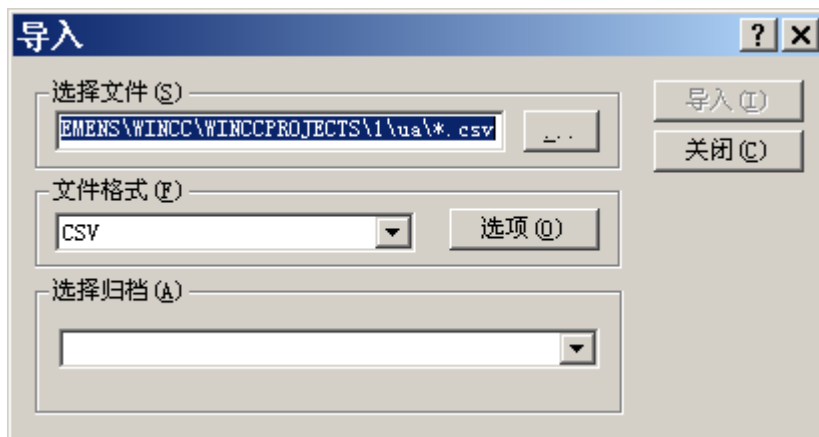 导入
选择文件(S)
EMENS\WINCC\WINCCPROJECTS\1\ua\*.csv
...
导入(I)
关闭(C)
文件格式(F)
CSV
选项(O)
选择归档(A)